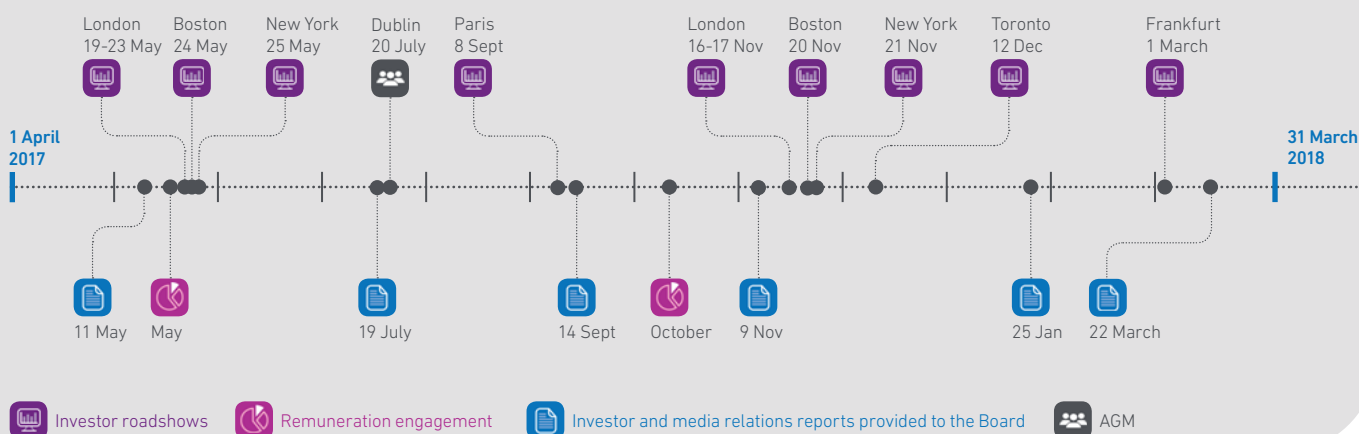 London
19-23 May
Boston
24 May
New York
25 May
Dublin
20 July
Paris
8 Sept
London
16-17 Nov
Boston
20 Nov
New York
21 Nov
Toronto
12 Dec
Frankfurt
1 March
1 April
2017
31 March
2018
11 May
May
19 July
14 Sept
October
9 Nov
25 Jan
22 March
Investor roadshows
Remuneration engagement
Investor and media relations reports provided to the Board
AGM